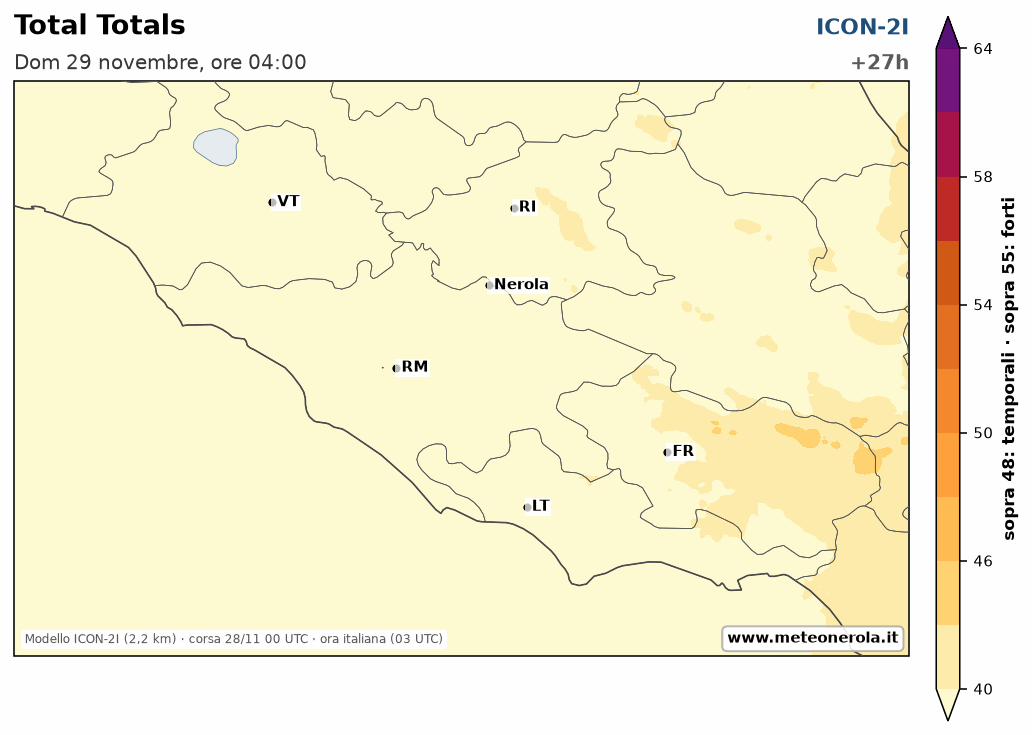 Total Totals
ICON-2I
Dom 29 novembre, ore 04:00
+27h
64
58
54
50
46
40
sopra 48: temporali · sopra 55: forti
VT
RI
Nerola
RM
FR
LT
Modello ICON-2I (2,2 km) · corsa 28/11 00 UTC · ora italiana (03 UTC)
www.meteonerola.it